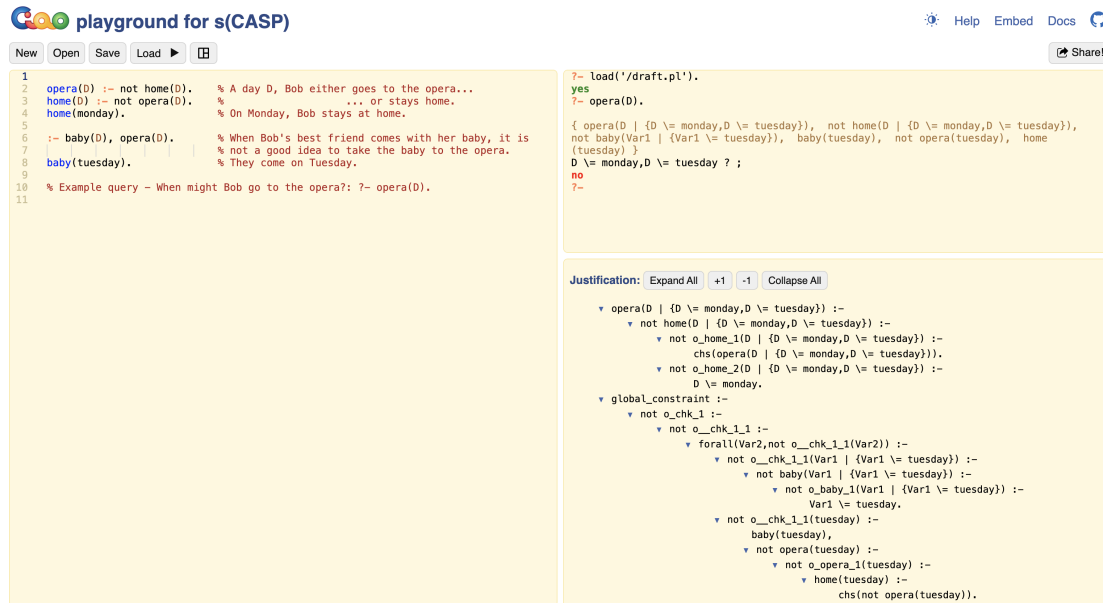 Ciao playground for s(CASP)
Help Embed Docs
New Open Save Load ▶
Share!
1
2 opera(D) :- not home(D). % A day D, Bob either goes to the opera...
3 home(D) :- not opera(D). % ... or stays home.
4 home(monday). % On Monday, Bob stays at home.
5
6 :- baby(D), opera(D). % When Bob's best friend comes with her baby, it is
7 % not a good idea to take the baby to the opera.
8 baby(tuesday). % They come on Tuesday.
9
10 % Example query - When might Bob go to the opera?: ?- opera(D).
11
?- load('/draft.pl').
yes
?- opera(D).
{ opera(D | {D \= monday,D \= tuesday}), not home(D | {D \= monday,D \= tuesday}),
not baby(Var1 | {Var1 \= tuesday}), baby(tuesday), not opera(tuesday), home
(tuesday) }
D \= monday,D \= tuesday ? ;
no
?-
Justification: Expand All +1 -1 Collapse All
▼ opera(D | {D \= monday,D \= tuesday}) :-
▼ not home(D | {D \= monday,D \= tuesday}) :-
▼ not o_home_1(D | {D \= monday,D \= tuesday}) :-
chs(opera(D | {D \= monday,D \= tuesday})).
▼ not o_home_2(D | {D \= monday,D \= tuesday}) :-
D \= monday.
▼ global_constraint :-
▼ not o_chk_1 :-
▼ not o__chk_1_1 :-
▼ forall(Var2,not o__chk_1_1(Var2)) :-
▼ not o__chk_1_1(Var1 | {Var1 \= tuesday}) :-
▼ not baby(Var1 | {Var1 \= tuesday}) :-
▼ not o_baby_1(Var1 | {Var1 \= tuesday}) :-
Var1 \= tuesday.
▼ not o__chk_1_1(tuesday) :-
baby(tuesday),
▼ not opera(tuesday) :-
▼ not o_opera_1(tuesday) :-
▼ home(tuesday) :-
chs(not opera(tuesday)).